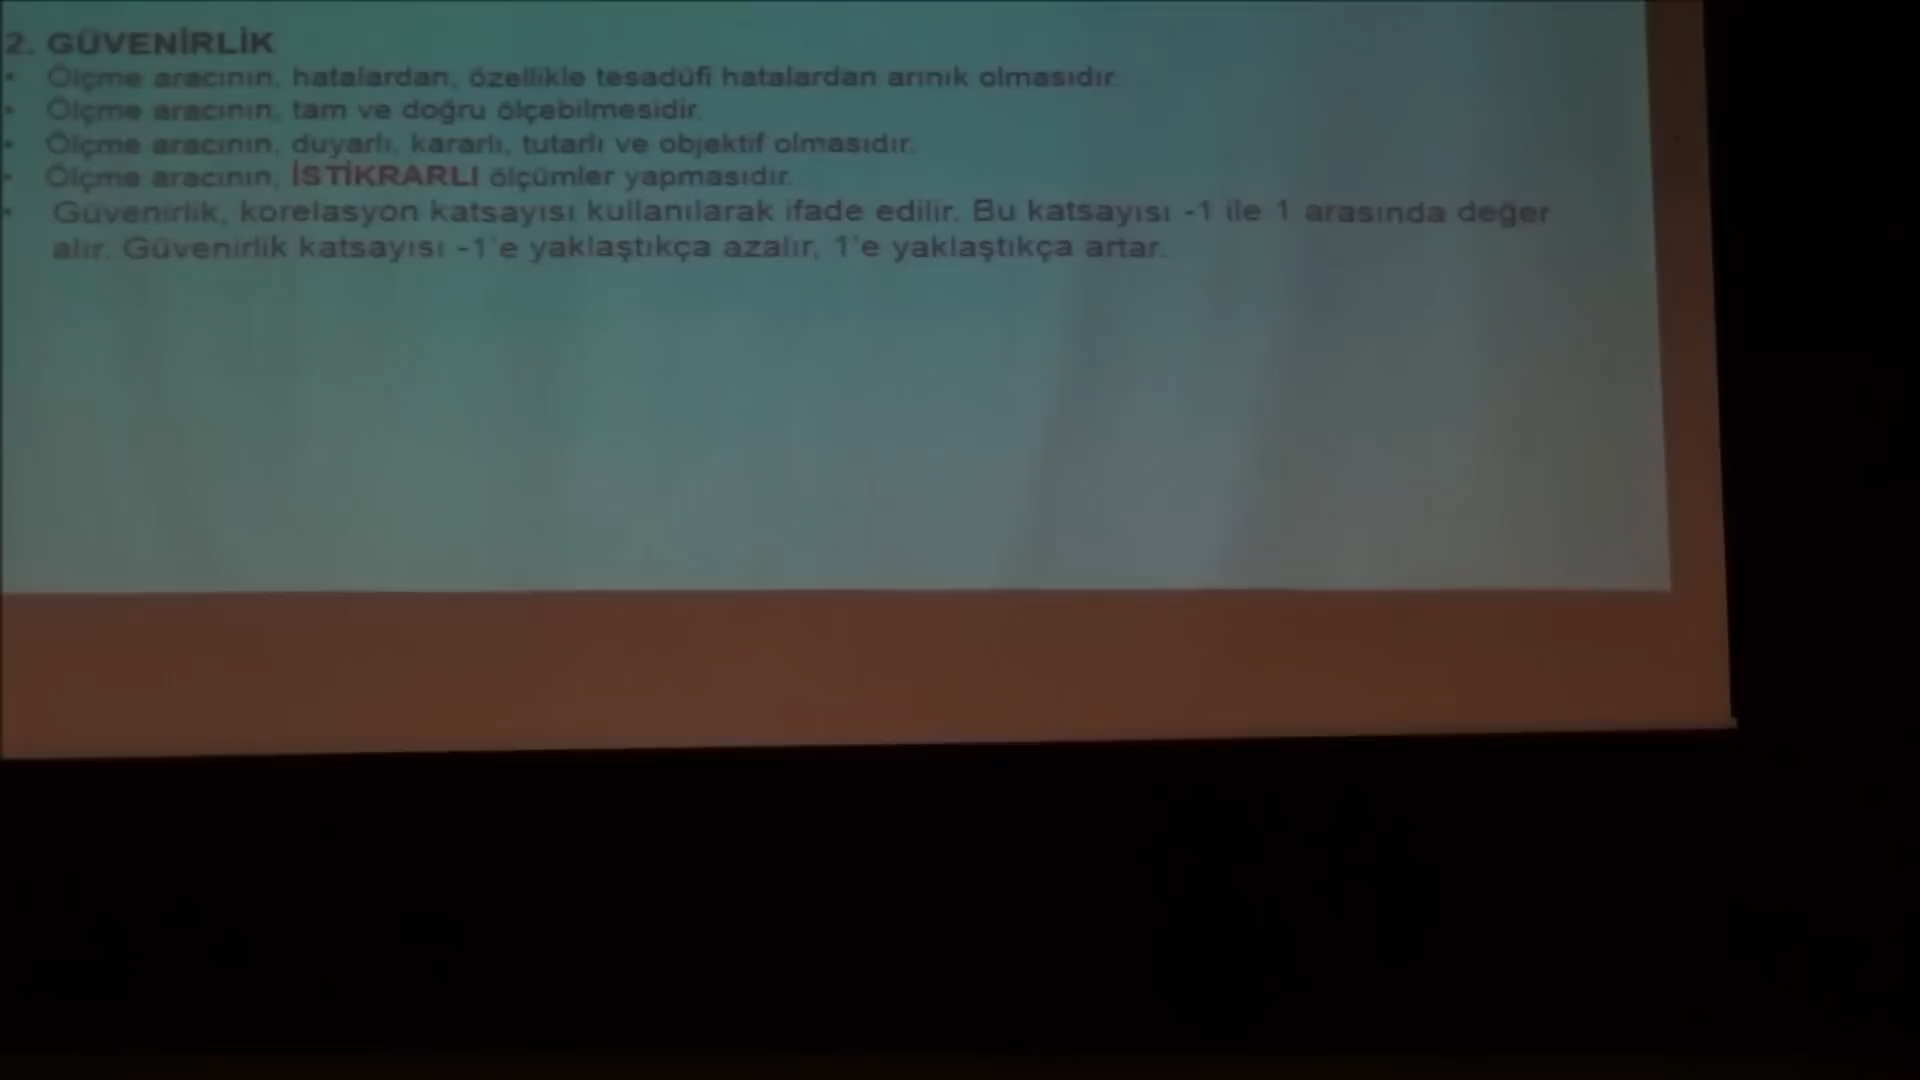 2. GÜVENİRLİK
• Ölçme aracının, hatalardan, özellikle tesadüfi hatalardan arınık olmasıdır.
• Ölçme aracının, tam ve doğru ölçebilmesidir.
• Ölçme aracının, duyarlı, kararlı, tutarlı ve objektif olmasıdır.
• Ölçme aracının, İSTİKRARLI ölçümler yapmasıdır.
• Güvenirlik, korelasyon katsayısı kullanılarak ifade edilir. Bu katsayısı -1 ile 1 arasında değer
alır. Güvenirlik katsayısı -1'e yaklaştıkça azalır, 1'e yaklaştıkça artar.